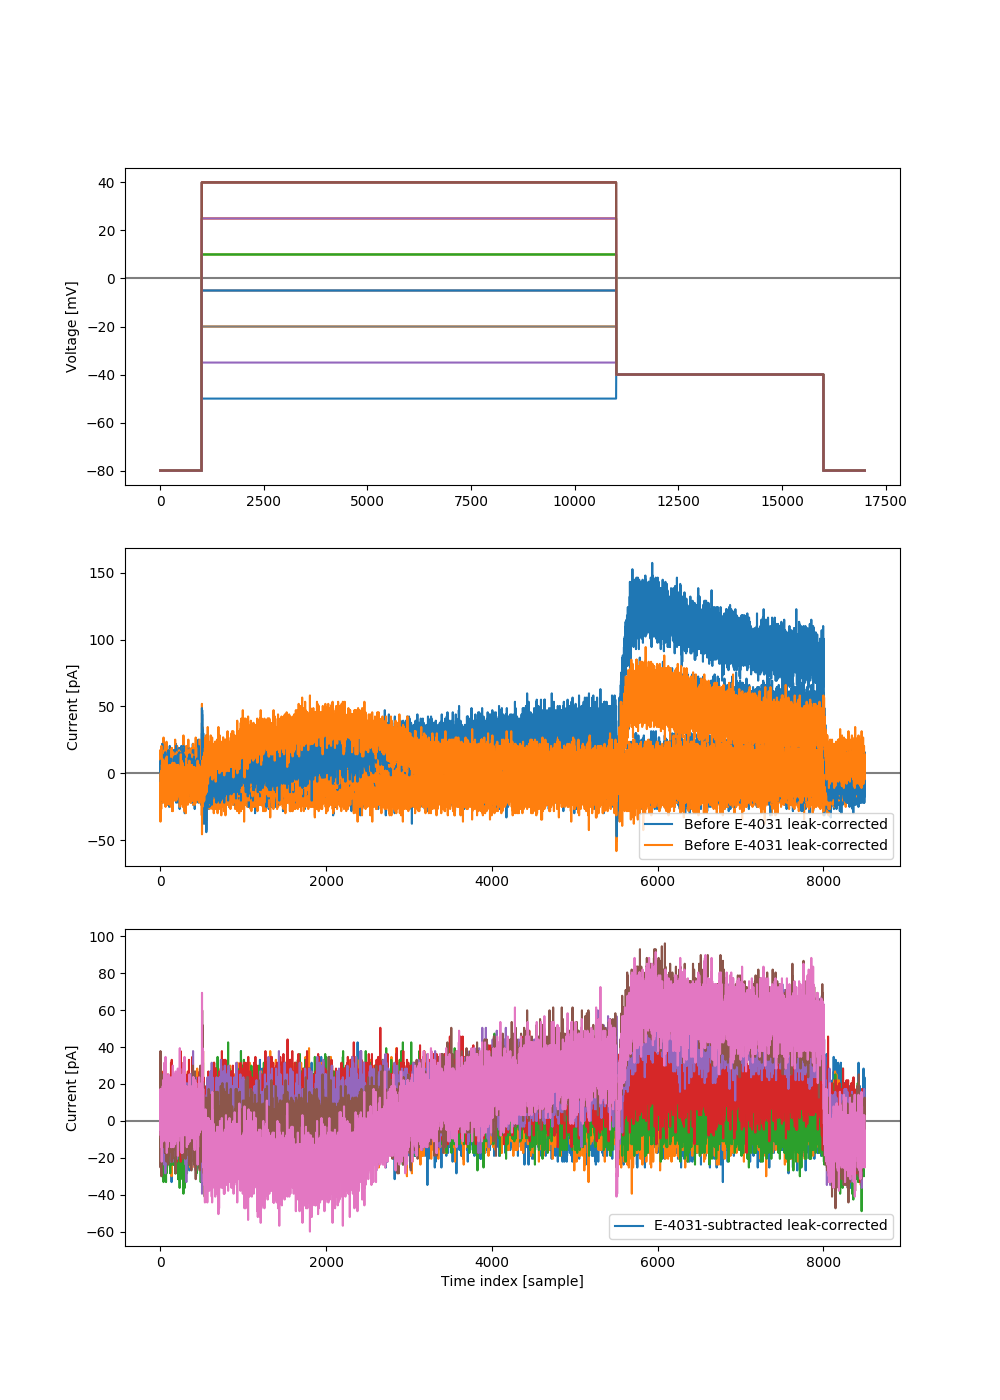 40
20
0
−20
−40
−60
−80
Voltage [mV]
0 2500 5000 7500 10000 12500 15000 17500
150
100
50
0
−50
Current [pA]
Before E-4031 leak-corrected
Before E-4031 leak-corrected
0 2000 4000 6000 8000
100
80
60
40
20
0
−20
−40
−60
Current [pA]
E-4031-subtracted leak-corrected
0 2000 4000 6000 8000
Time index [sample]